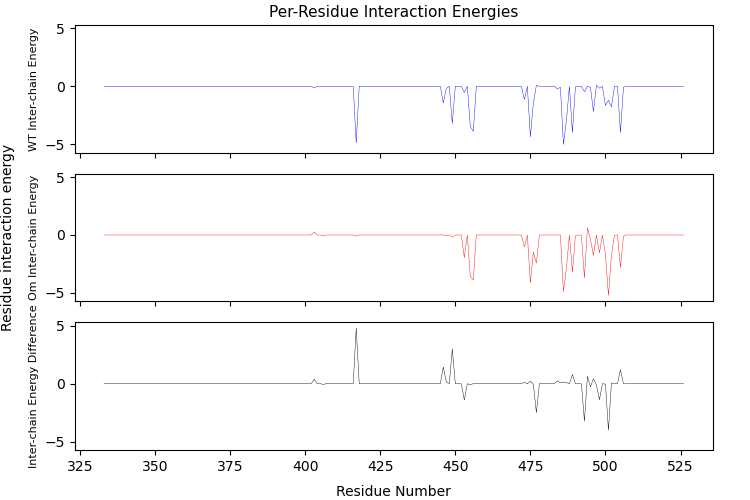 Per-Residue Interaction Energies
Residue interaction energy
WT Inter-chain Energy
5
0
−5
Om Inter-chain Energy
5
0
−5
Inter-chain Energy Difference
5
0
−5
325 350 375 400 425 450 475 500 525
Residue Number